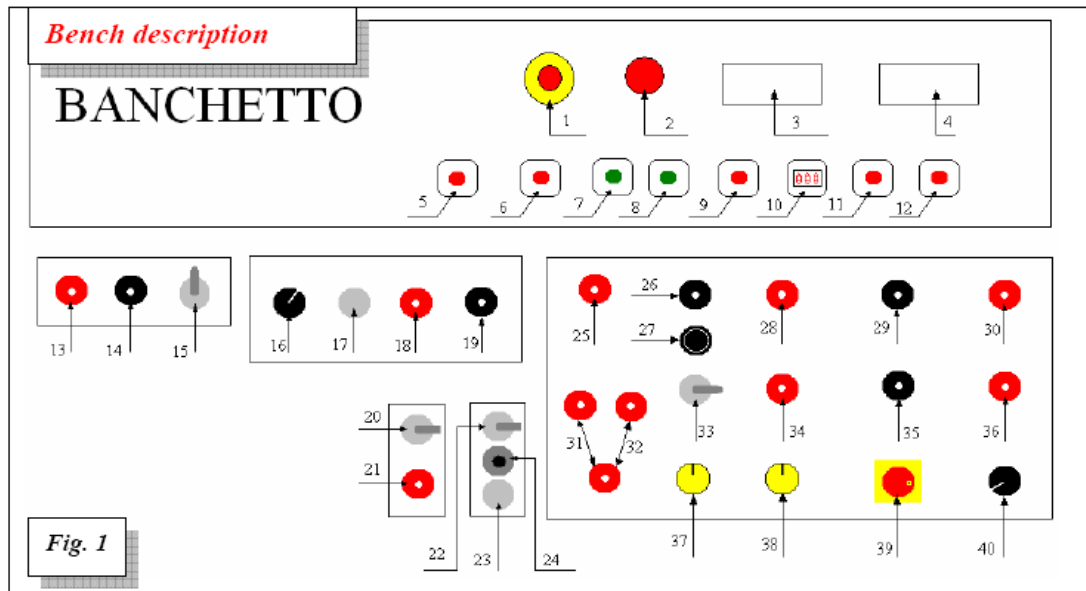 Bench description
BANCHETTO
1 2 3 4
000
5 6 7 8 9 10 11 12
26
27
13 14 15 16 17 18 19 25 28 29 30
20 31 32 33 34 35 36
21
22 23 24 37 38 39 40
Fig. 1